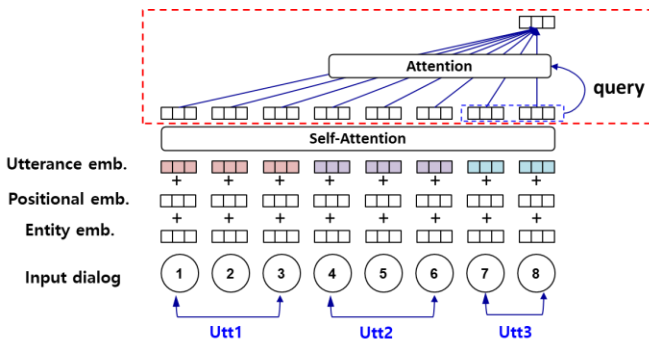 Attention
query
Self-Attention
Utterance emb.
+ + + + + + + +
Positional emb.
+ + + + + + + +
Entity emb.
Input dialog 1 2 3 4 5 6 7 8
Utt1 Utt2 Utt3